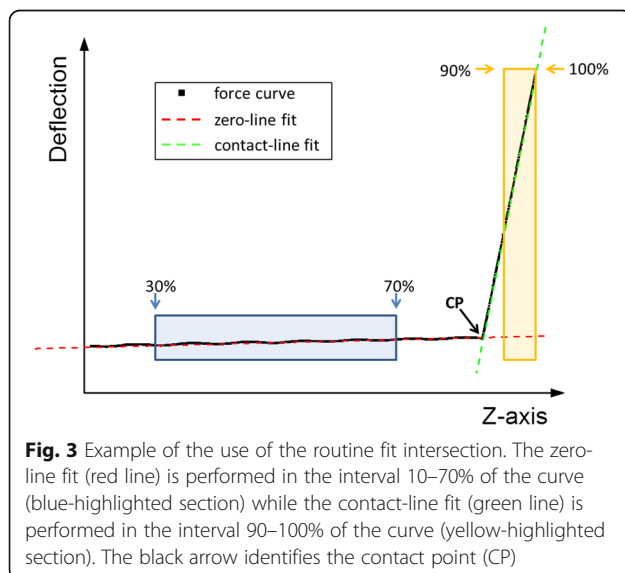 Deflection
force curve
zero-line fit
contact-line fit
90%
100%
30%
70%
CP
Z-axis
Fig. 3 Example of the use of the routine fit intersection. The zero-
line fit (red line) is performed in the interval 10–70% of the curve
(blue-highlighted section) while the contact-line fit (green line) is
performed in the interval 90–100% of the curve (yellow-highlighted
section). The black arrow identifies the contact point (CP)